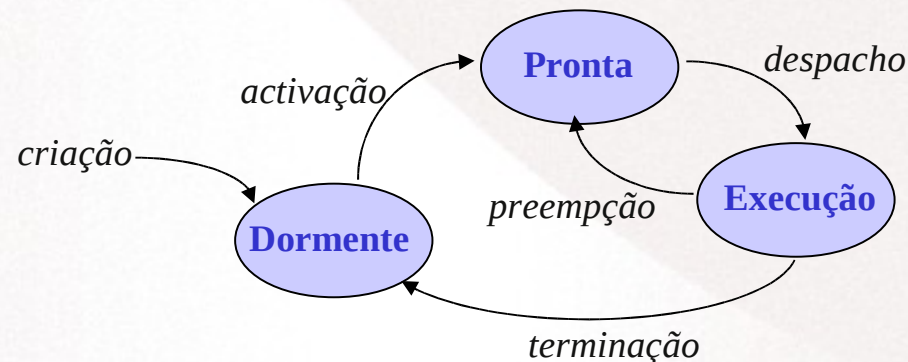 Pronta
despacho
activação
criação
Execução
preempção
Dormente
terminação